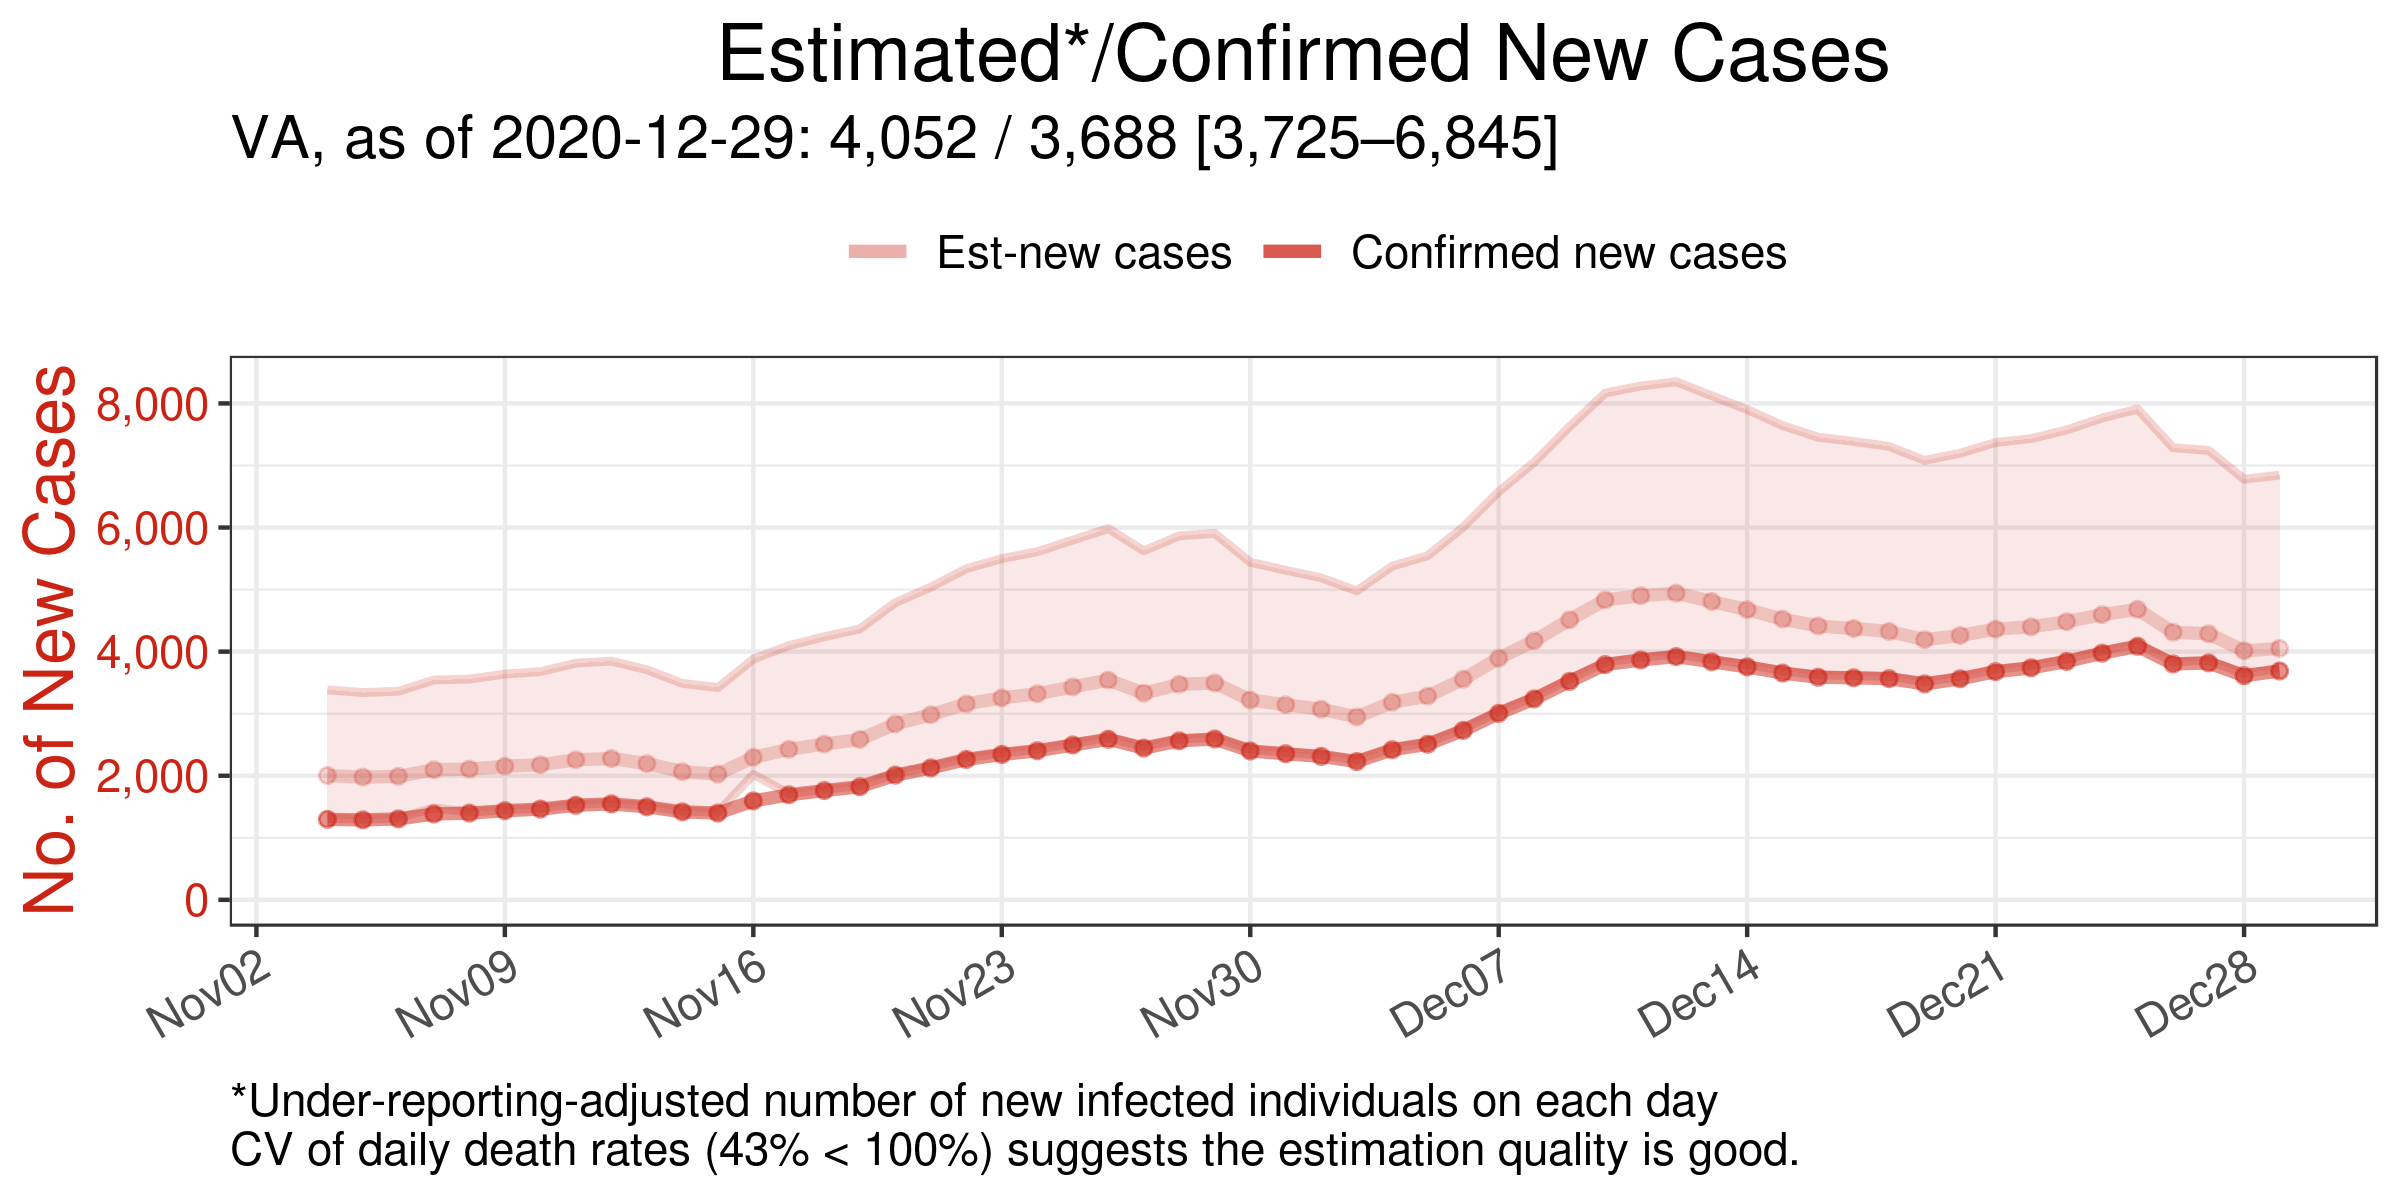 Estimated*/Confirmed New Cases
VA, as of 2020-12-29: 4,052 / 3,688 [3,725–6,845]
Est-new cases Confirmed new cases
No. of New Cases
8,000
6,000
4,000
2,000
0
Nov02 Nov09 Nov16 Nov23 Nov30 Dec07 Dec14 Dec21 Dec28
*Under-reporting-adjusted number of new infected individuals on each day
CV of daily death rates (43% < 100%) suggests the estimation quality is good.